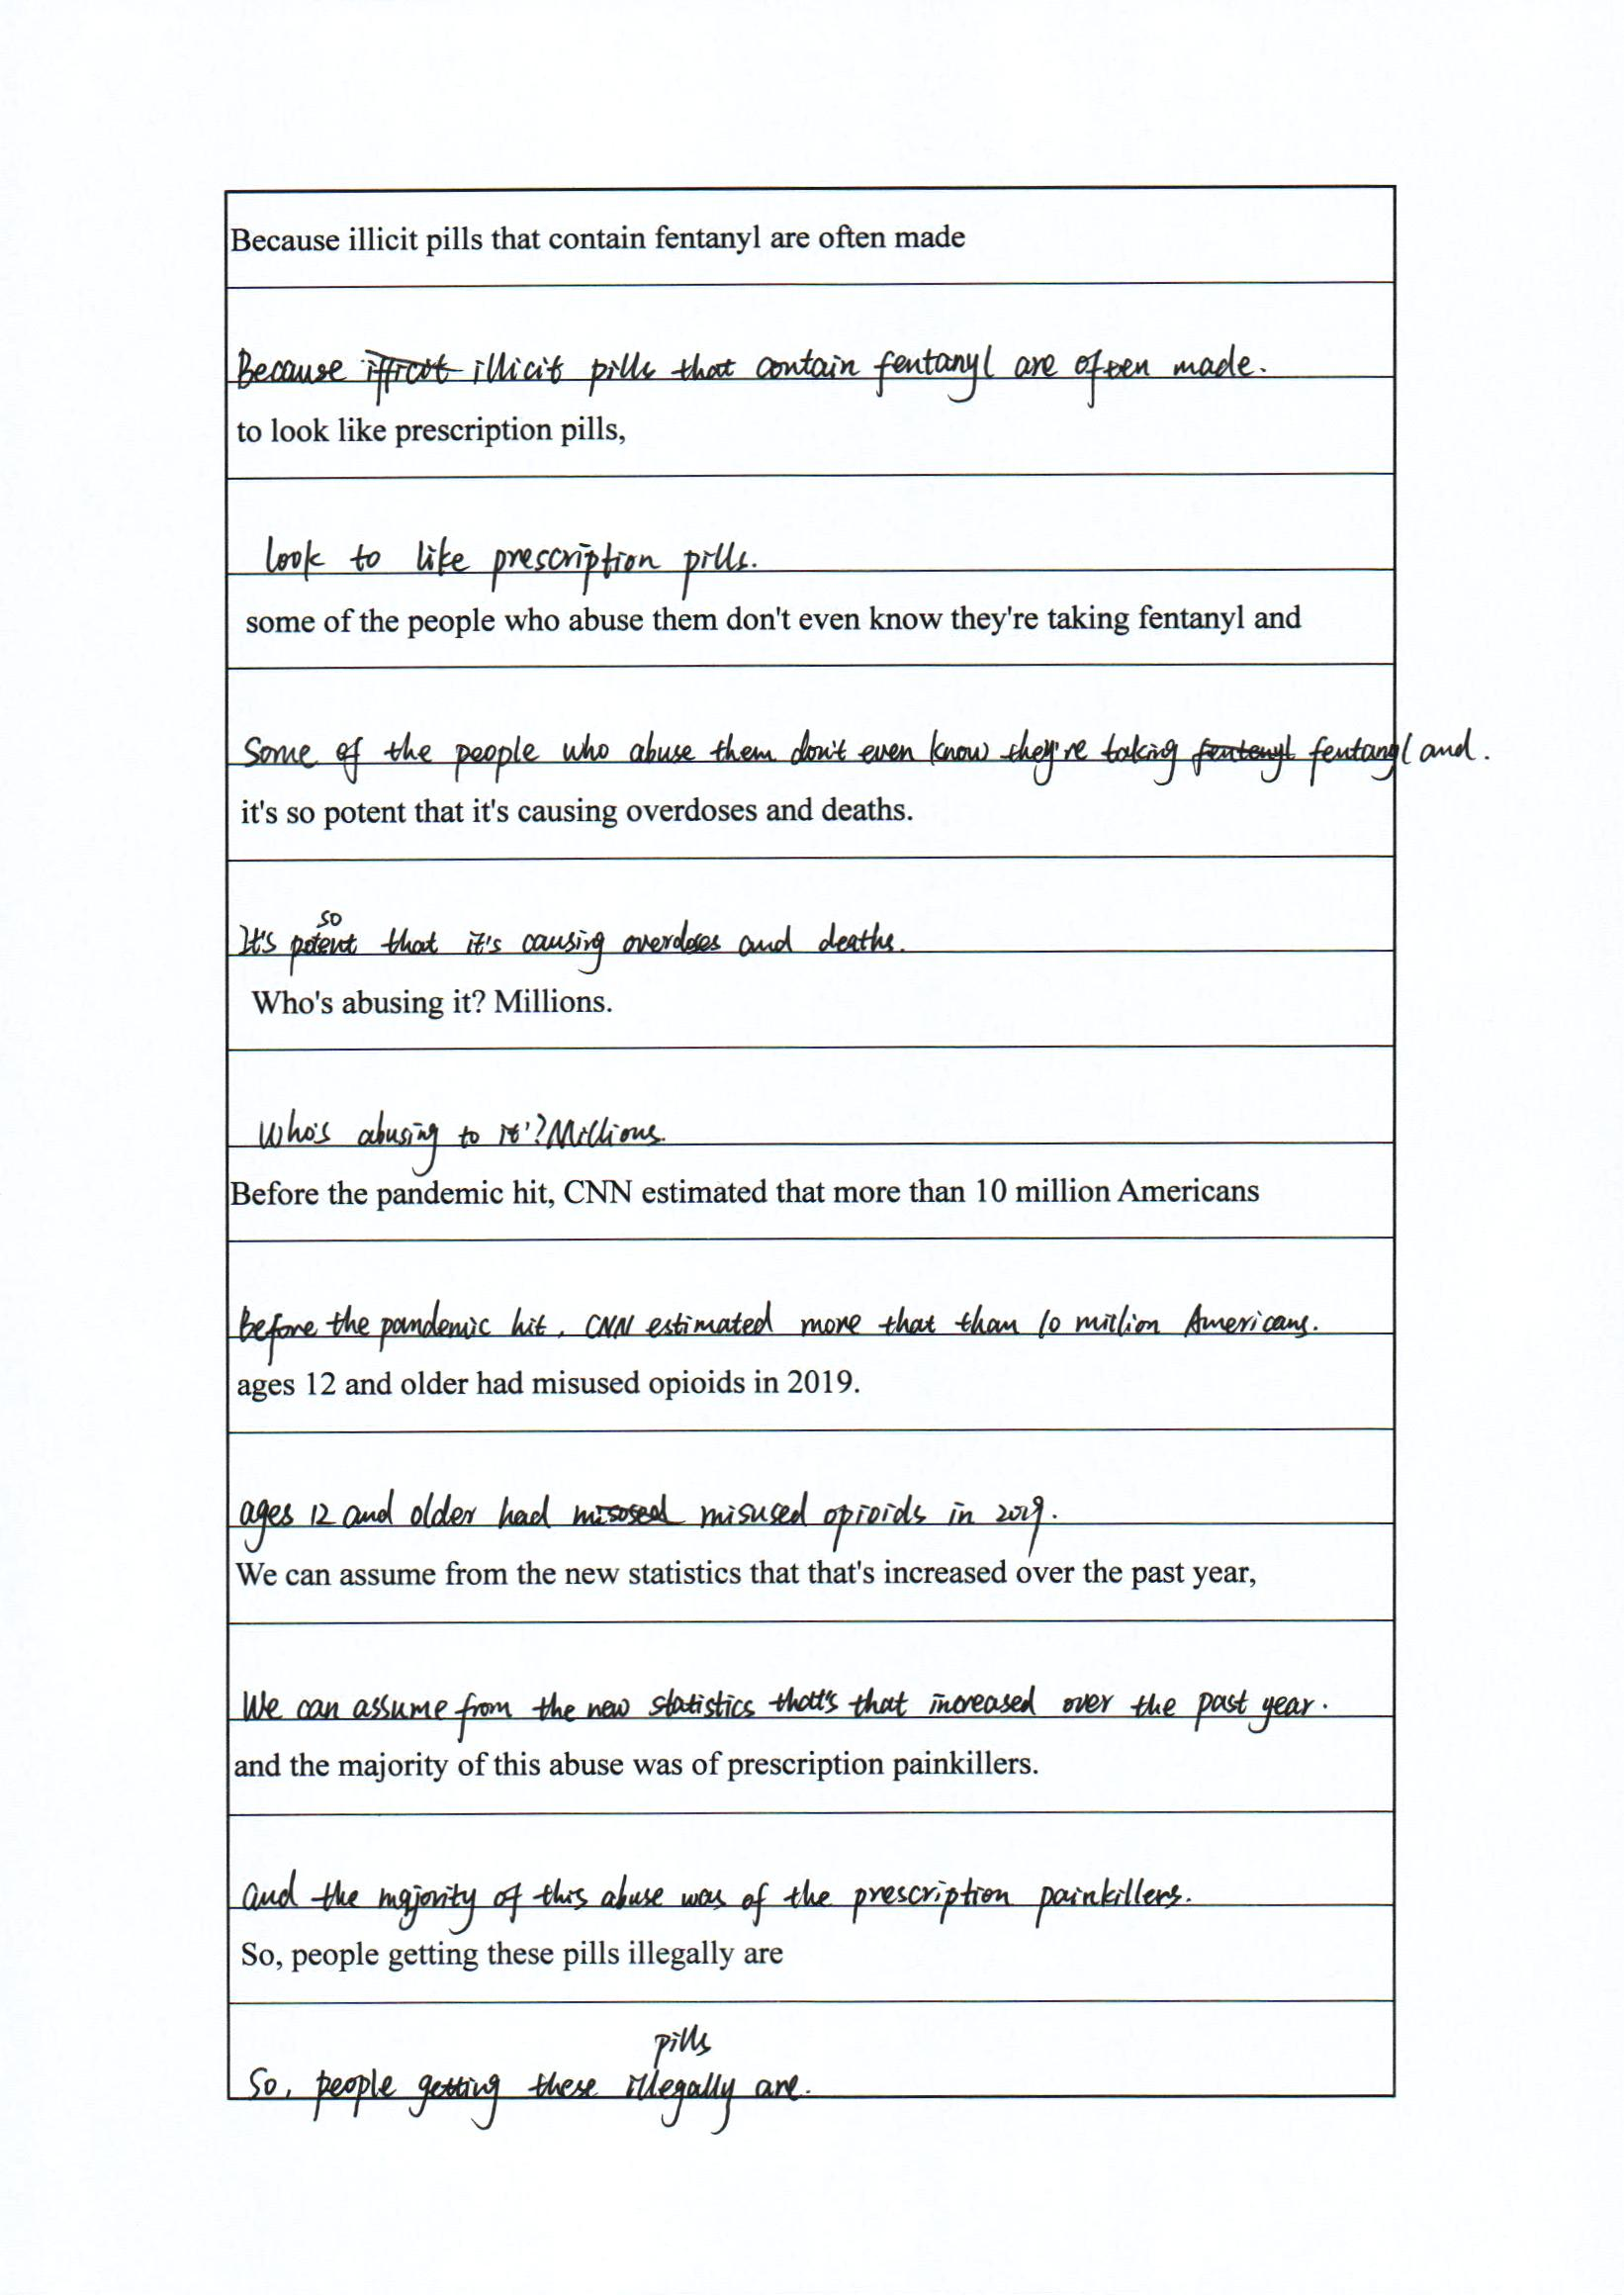 Because illicit pills that contain fentanyl are often made
Because illicit pills that contain fentanyl are often made.
to look like prescription pills,
look to like prescription pills.
some of the people who abuse them don't even know they're taking fentanyl and
Some of the people who abuse them don't even know they're taking fentenyl fentanyl and.
it's so potent that it's causing overdoses and deaths.
so
It's potent that it's causing overdoses and deaths.
Who's abusing it? Millions.
Who's abusing to it'? Millions.
Before the pandemic hit, CNN estimated that more than 10 million Americans
Before the pandemic hit, CNN estimated more that than 10 million Americans.
ages 12 and older had misused opioids in 2019.
ages 12 and older had misosed misused opioids in 2019.
We can assume from the new statistics that that's increased over the past year,
We can assume from the new statistics that's that increased over the past year.
and the majority of this abuse was of prescription painkillers.
and the majority of this abuse was of the prescription painkillers.
So, people getting these pills illegally are
pills
So, people getting these illegally are.